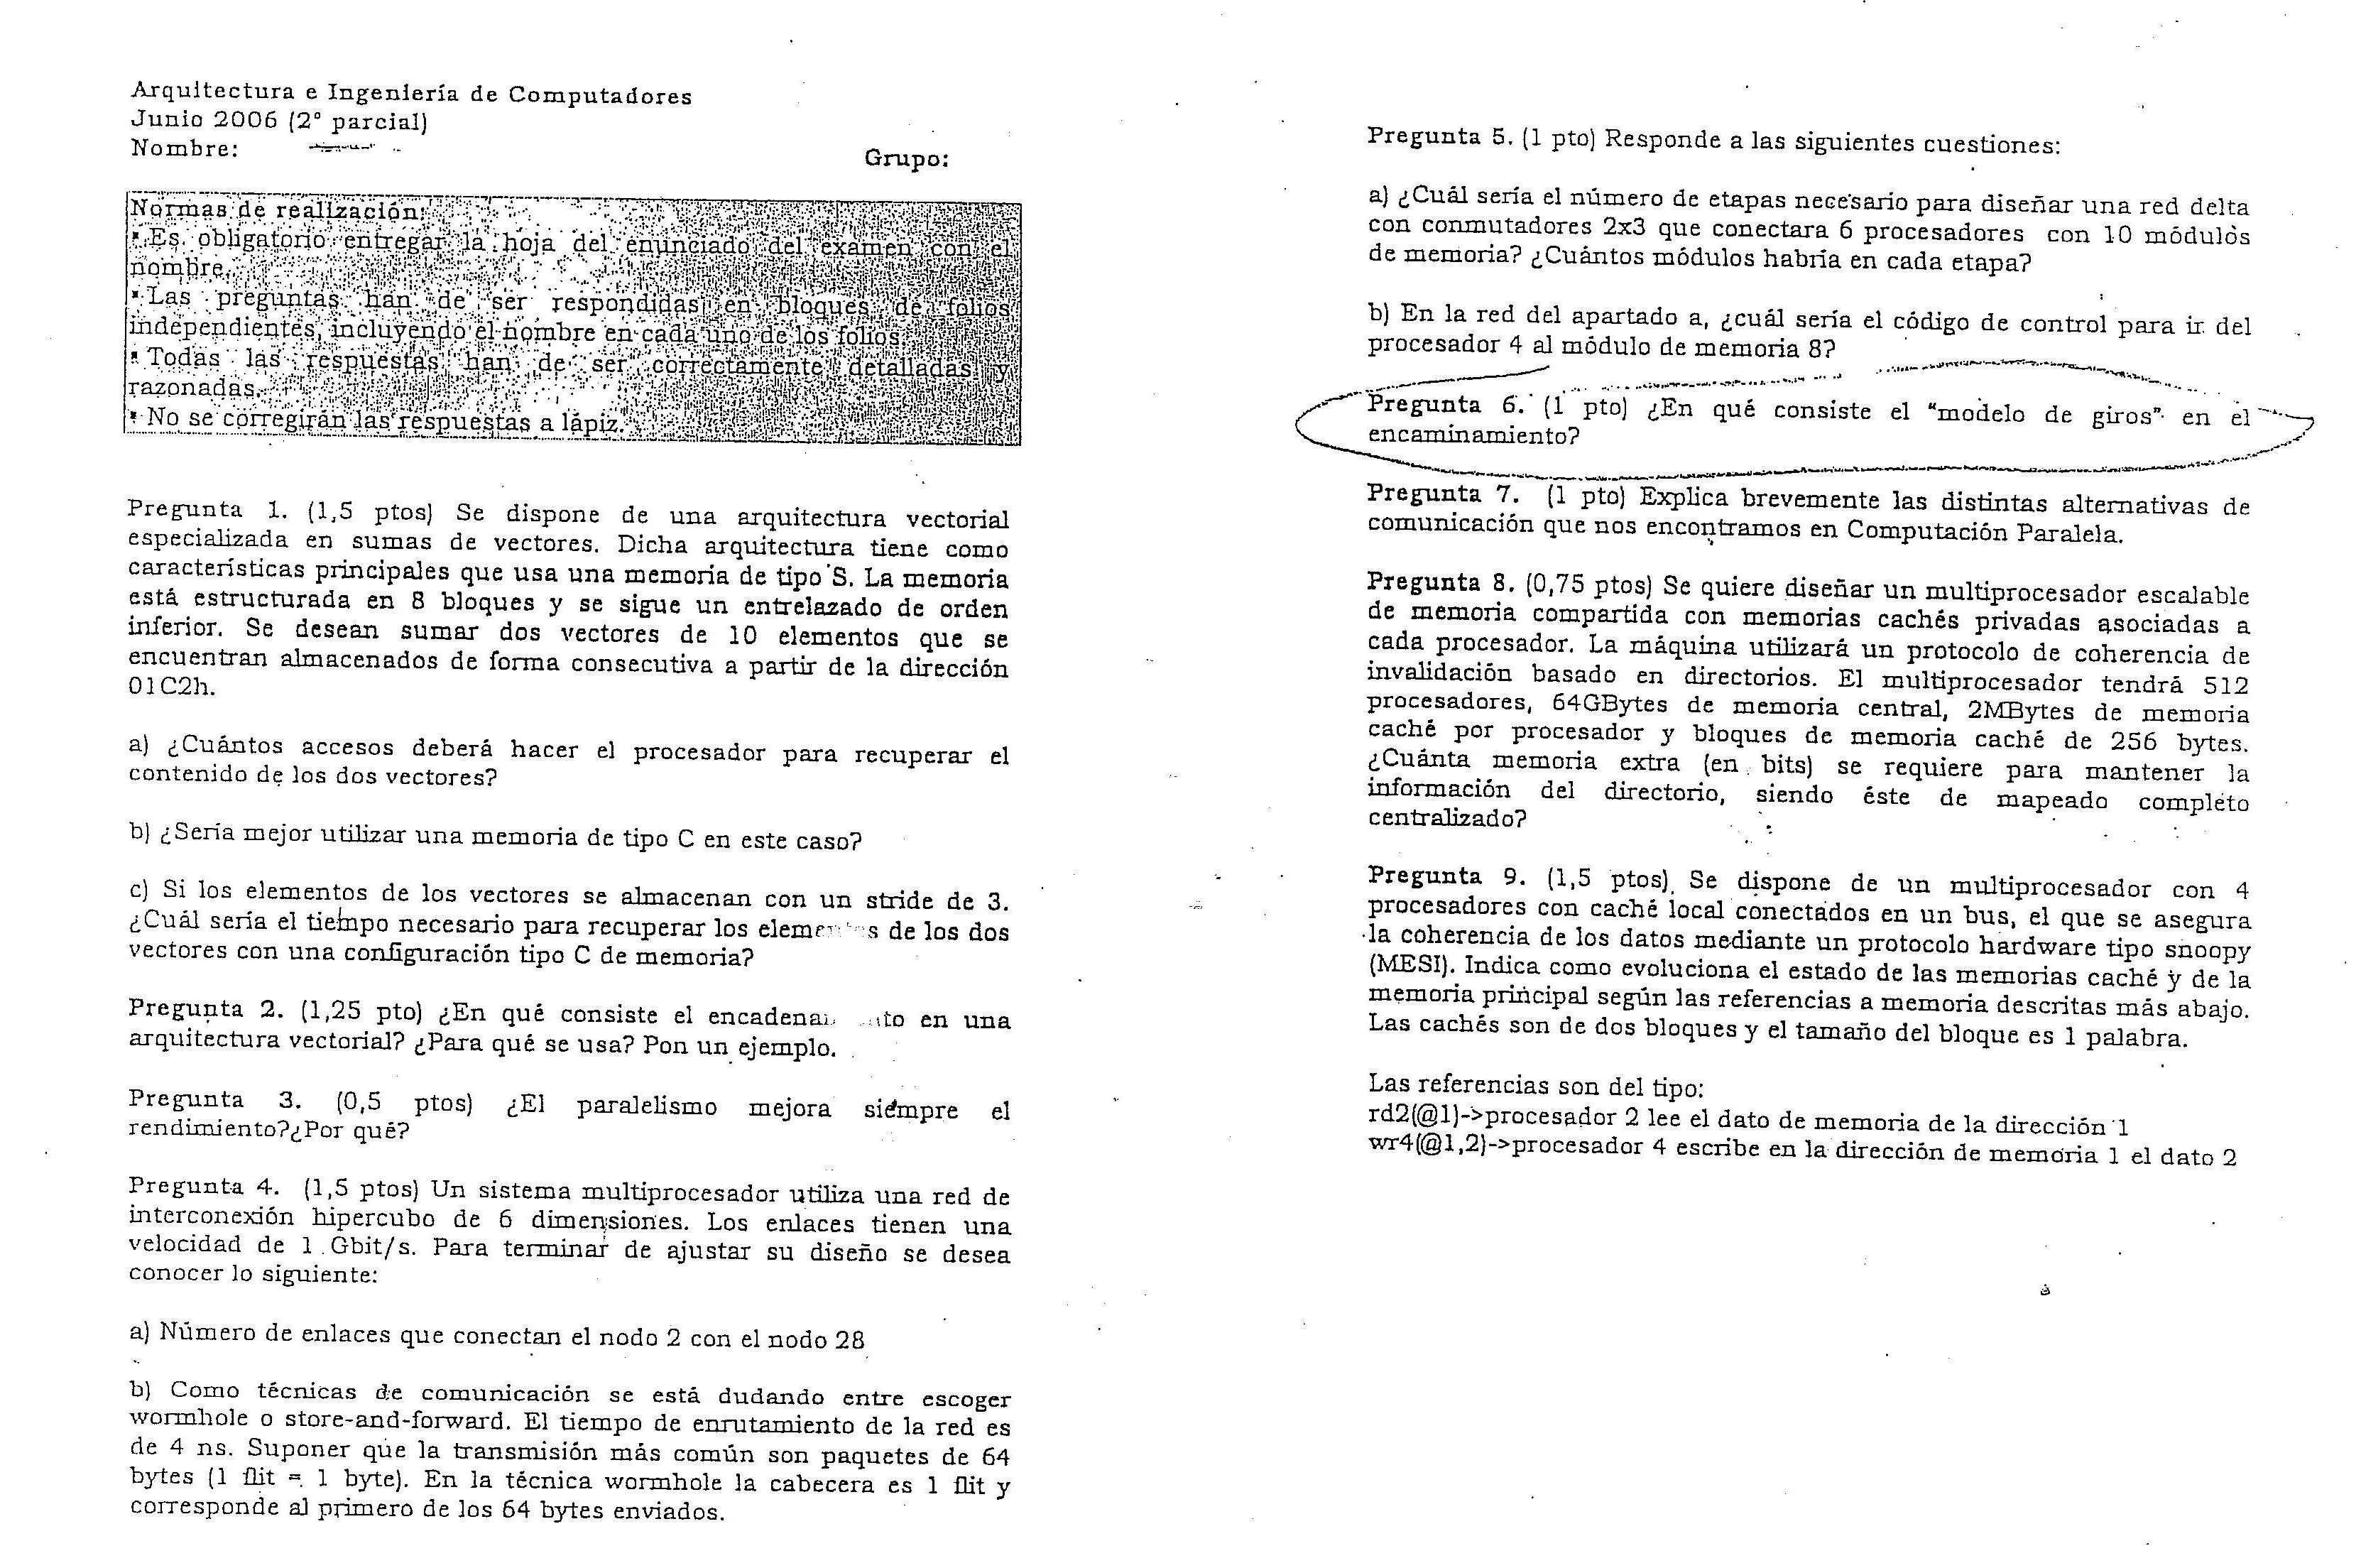 Arquitectura e Ingeniería de Computadores
Junio 2006 (2º parcial)
Nombre:
Grupo:
Normas de realización:
▪ Es obligatorio entregar la hoja del enunciado del examen con el
nombre.
▪ Las preguntas han de ser respondidas en bloques de folios
independientes, incluyendo el nombre en cada uno de los folios.
▪ Todas las respuestas han de ser correctamente detalladas y
razonadas.
▪ No se corregirán las respuestas a lápiz.
Pregunta 1. (1,5 ptos) Se dispone de una arquitectura vectorial
especializada en sumas de vectores. Dicha arquitectura tiene como
características principales que usa una memoria de tipo S. La memoria
está estructurada en 8 bloques y se sigue un entrelazado de orden
inferior. Se desean sumar dos vectores de 10 elementos que se
encuentran almacenados de forma consecutiva a partir de la dirección
01C2h.
a) ¿Cuántos accesos deberá hacer el procesador para recuperar el
contenido de los dos vectores?
b) ¿Sería mejor utilizar una memoria de tipo C en este caso?
c) Si los elementos de los vectores se almacenan con un stride de 3.
¿Cuál sería el tiempo necesario para recuperar los elementos de los dos
vectores con una configuración tipo C de memoria?
Pregunta 2. (1,25 pto) ¿En qué consiste el en una
arquitectura vectorial? ¿Para qué se usa? Pon un ejemplo.
Pregunta 3. (0,5 ptos) ¿El paralelismo mejora siempre el
rendimiento?¿Por qué?
Pregunta 4. (1,5 ptos) Un sistema multiprocesador utiliza una red de
interconexión hipercubo de 6 dimensiones. Los enlaces tienen una
velocidad de 1 Gbit/s. Para terminar de ajustar su diseño se desea
conocer lo siguiente:
a) Número de enlaces que conectan el nodo 2 con el nodo 28
b) Como técnicas de comunicación se está dudando entre escoger
wormhole o store-and-forward. El tiempo de enrutamiento de la red es
de 4 ns. Suponer que la transmisión más común son paquetes de 64
bytes (1 flit = 1 byte). En la técnica wormhole la cabecera es 1 flit y
corresponde al primero de los 64 bytes enviados.
Pregunta 5. (1 pto) Responde a las siguientes cuestiones:
a) ¿Cuál sería el número de etapas necesario para diseñar una red delta
con conmutadores 2x3 que conectara 6 procesadores con 10 módulos
de memoria? ¿Cuántos módulos habría en cada etapa?
b) En la red del apartado a, ¿cuál sería el código de control para ir del
procesador 4 al módulo de memoria 8?
Pregunta 6. (1 pto) ¿En qué consiste el “modelo de giros” en el
encaminamiento?
Pregunta 7. (1 pto) Explica brevemente las distintas alternativas de
comunicación que nos encontramos en Computación Paralela.
Pregunta 8. (0,75 ptos) Se quiere diseñar un multiprocesador escalable
de memoria compartida con memorias cachés privadas asociadas a
cada procesador. La máquina utilizará un protocolo de coherencia de
invalidación basado en directorios. El multiprocesador tendrá 512
procesadores, 64GBytes de memoria central, 2MBytes de memoria
caché por procesador y bloques de memoria caché de 256 bytes.
¿Cuánta memoria extra (en bits) se requiere para mantener la
información del directorio, siendo éste de mapeado completo
centralizado?
Pregunta 9. (1,5 ptos) Se dispone de un multiprocesador con 4
procesadores con caché local conectados en un bus, el que se asegura
la coherencia de los datos mediante un protocolo hardware tipo snoopy
(MESI). Indica como evoluciona el estado de las memorias caché y de la
memoria principal según las referencias a memoria descritas más abajo.
Las cachés son de dos bloques y el tamaño del bloque es 1 palabra.
Las referencias son del tipo:
rd2(@1)->procesador 2 lee el dato de memoria de la dirección 1
wr4(@1,2)->procesador 4 escribe en la dirección de memoria 1 el dato 2